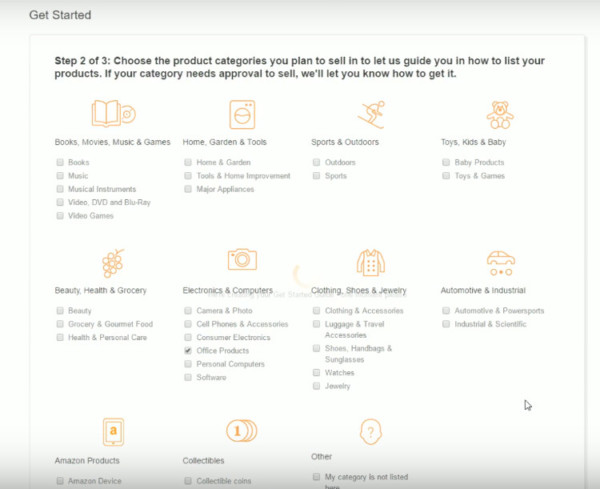 Get Started
Step 2 of 3: Choose the product categories you plan to sell in to let us guide you in how to list your
products. If your category needs approval to sell, we'll let you know how to get it.
Books, Movies, Music & Games
Books
Music
Musical Instruments
Video, DVD and Blu-Ray
Video Games
Home, Garden & Tools
Home & Garden
Tools & Home Improvement
Major Appliances
Sports & Outdoors
Outdoors
Sports
Toys, Kids & Baby
Baby Products
Toys & Games
Beauty, Health & Grocery
Beauty
Grocery & Gourmet Food
Health & Personal Care
Electronics & Computers
Camera & Photo
Cell Phones & Accessories
Consumer Electronics
Office Products
Personal Computers
Software
Clothing, Shoes & Jewelry
Clothing & Accessories
Luggage & Travel
Accessories
Shoes, Handbags &
Sunglasses
Watches
Jewelry
Automotive & Industrial
Automotive & Powersports
Industrial & Scientific
a
Amazon Products
Amazon Device
1
Collectibles
Collectible coins
?
Other
My category is not listed
here